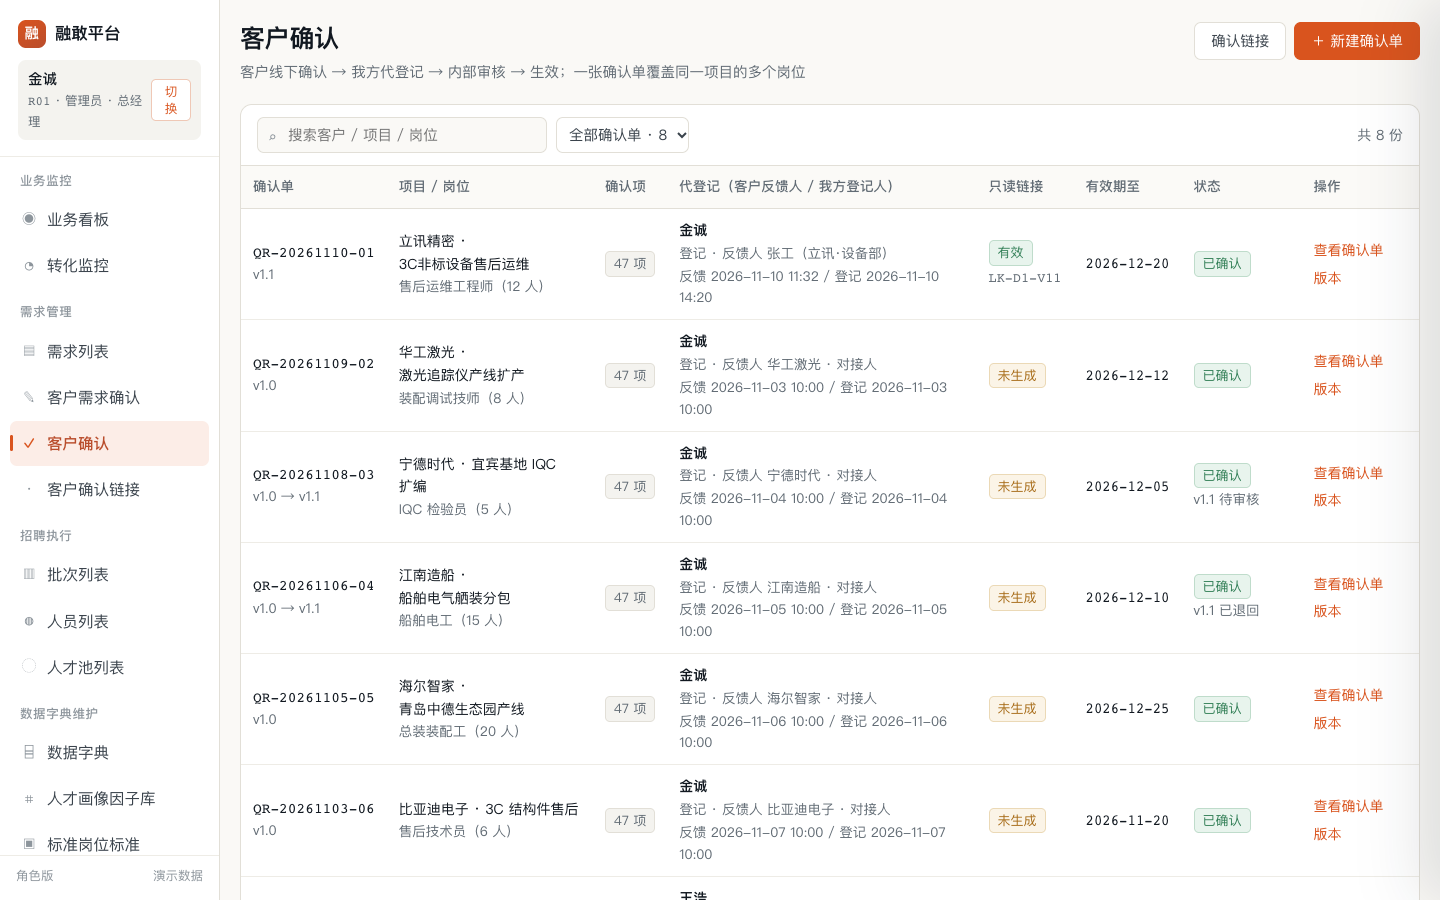 融 融敢平台
金诚
R01 · 管理员 · 总经理
切换
业务监控
业务看板
转化监控
需求管理
需求列表
客户需求确认
客户确认
客户确认链接
招聘执行
批次列表
人员列表
人才池列表
数据字典维护
数据字典
人才画像因子库
标准岗位标准
角色版 演示数据
客户确认
客户线下确认 → 我方代登记 → 内部审核 → 生效；一张确认单覆盖同一项目的多个岗位
确认链接
＋ 新建确认单
搜索客户 / 项目 / 岗位
全部确认单 · 8
共 8 份
确认单 项目 / 岗位 确认项 代登记（客户反馈人 / 我方登记人） 只读链接 有效期至 状态 操作
QR-20261110-01
v1.1
立讯精密 ·
3C非标设备售后运维
售后运维工程师（12 人）
47 项
金诚
登记 · 反馈人 张工（立讯·设备部）
反馈 2026-11-10 11:32 / 登记 2026-11-10
14:20
有效
LK-D1-V11
2026-12-20
已确认
查看确认单
版本
QR-20261109-02
v1.0
华工激光 ·
激光追踪仪产线扩产
装配调试技师（8 人）
47 项
金诚
登记 · 反馈人 华工激光 · 对接人
反馈 2026-11-03 10:00 / 登记 2026-11-03
10:00
未生成
2026-12-12
已确认
查看确认单
版本
QR-20261108-03
v1.0 → v1.1
宁德时代 · 宜宾基地 IQC
扩编
IQC 检验员（5 人）
47 项
金诚
登记 · 反馈人 宁德时代 · 对接人
反馈 2026-11-04 10:00 / 登记 2026-11-04
10:00
未生成
2026-12-05
已确认
v1.1 待审核
查看确认单
版本
QR-20261106-04
v1.0 → v1.1
江南造船 ·
船舶电气舾装分包
船舶电工（15 人）
47 项
金诚
登记 · 反馈人 江南造船 · 对接人
反馈 2026-11-05 10:00 / 登记 2026-11-05
10:00
未生成
2026-12-10
已确认
v1.1 已退回
查看确认单
版本
QR-20261105-05
v1.0
海尔智家 ·
青岛中德生态园产线
总装装配工（20 人）
47 项
金诚
登记 · 反馈人 海尔智家 · 对接人
反馈 2026-11-06 10:00 / 登记 2026-11-06
10:00
未生成
2026-12-25
已确认
查看确认单
版本
QR-20261103-06
v1.0
比亚迪电子 · 3C 结构件售后
售后技术员（6 人）
47 项
金诚
登记 · 反馈人 比亚迪电子 · 对接人
反馈 2026-11-07 10:00 / 登记 2026-11-07
10:00
未生成
2026-11-20
已确认
查看确认单
版本